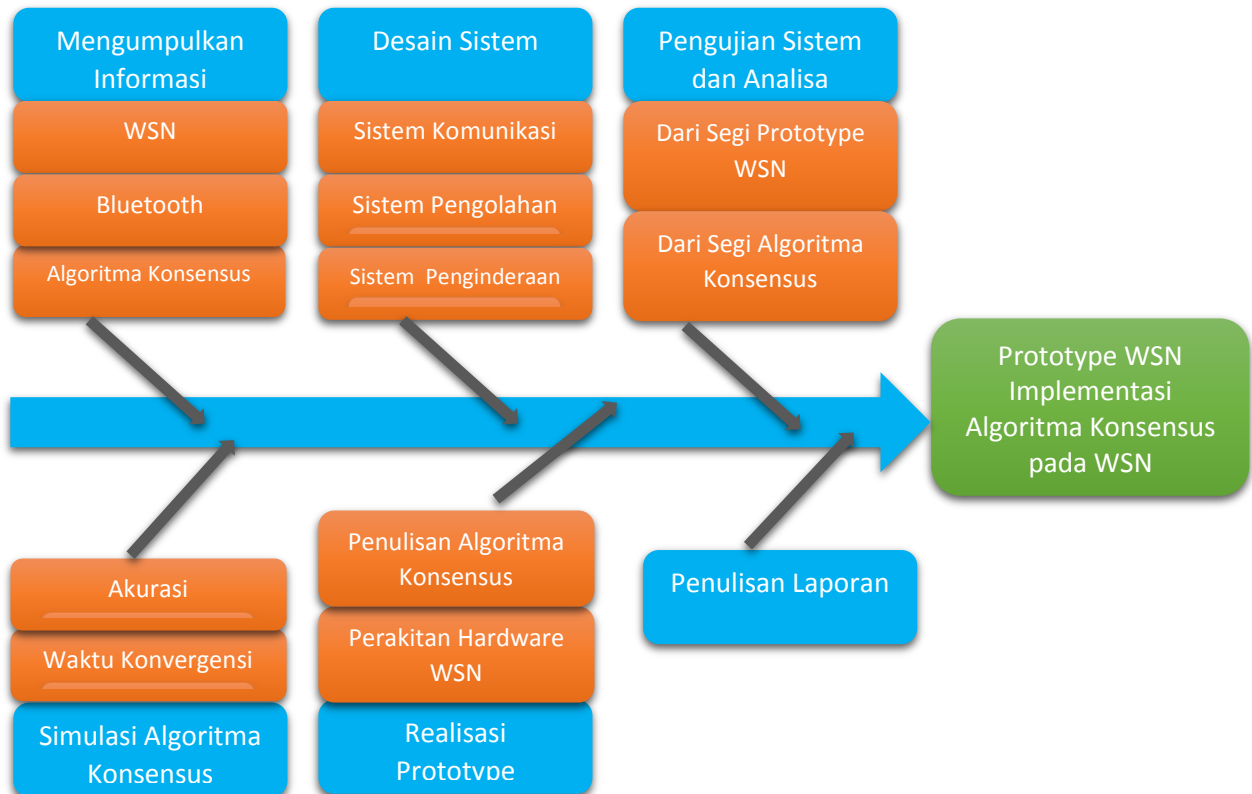 Mengumpulkan
Informasi
WSN
Bluetooth
Algoritma Konsensus
Desain Sistem
Sistem Komunikasi
Sistem Pengolahan
Sistem Penginderaan
Pengujian Sistem
dan Analisa
Dari Segi Prototype
WSN
Dari Segi Algoritma
Konsensus
Prototype WSN
Implementasi
Algoritma Konsensus
pada WSN
Akurasi
Waktu Konvergensi
Simulasi Algoritma
Konsensus
Penulisan Algoritma
Konsensus
Perakitan Hardware
WSN
Realisasi
Prototype
Penulisan Laporan